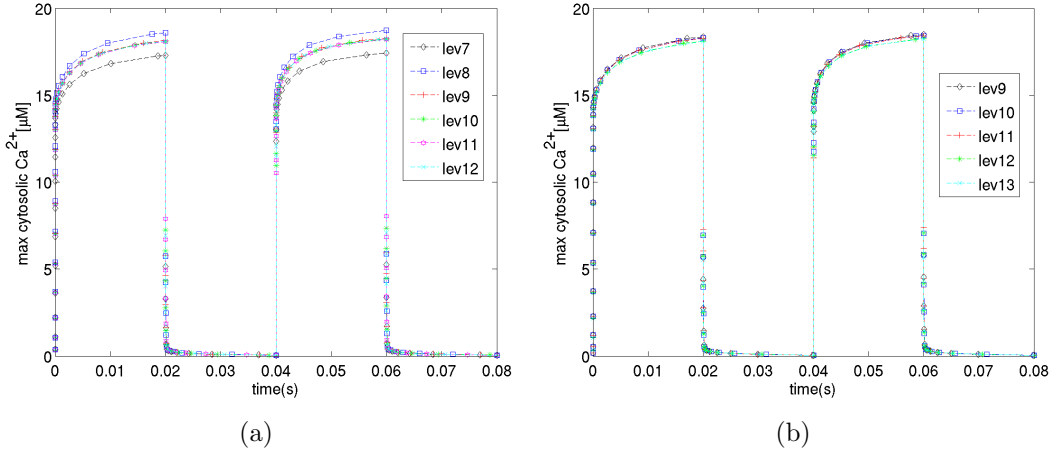 20
15
10
5
0
max cytosolic Ca2+[µM]
0 0.01 0.02 0.03 0.04 0.05 0.06 0.07 0.08
time(s)
lev7
lev8
lev9
lev10
lev11
lev12
(a)
20
15
10
5
0
max cytosolic Ca2+[µM]
0 0.01 0.02 0.03 0.04 0.05 0.06 0.07 0.08
time(s)
lev9
lev10
lev11
lev12
lev13
(b)